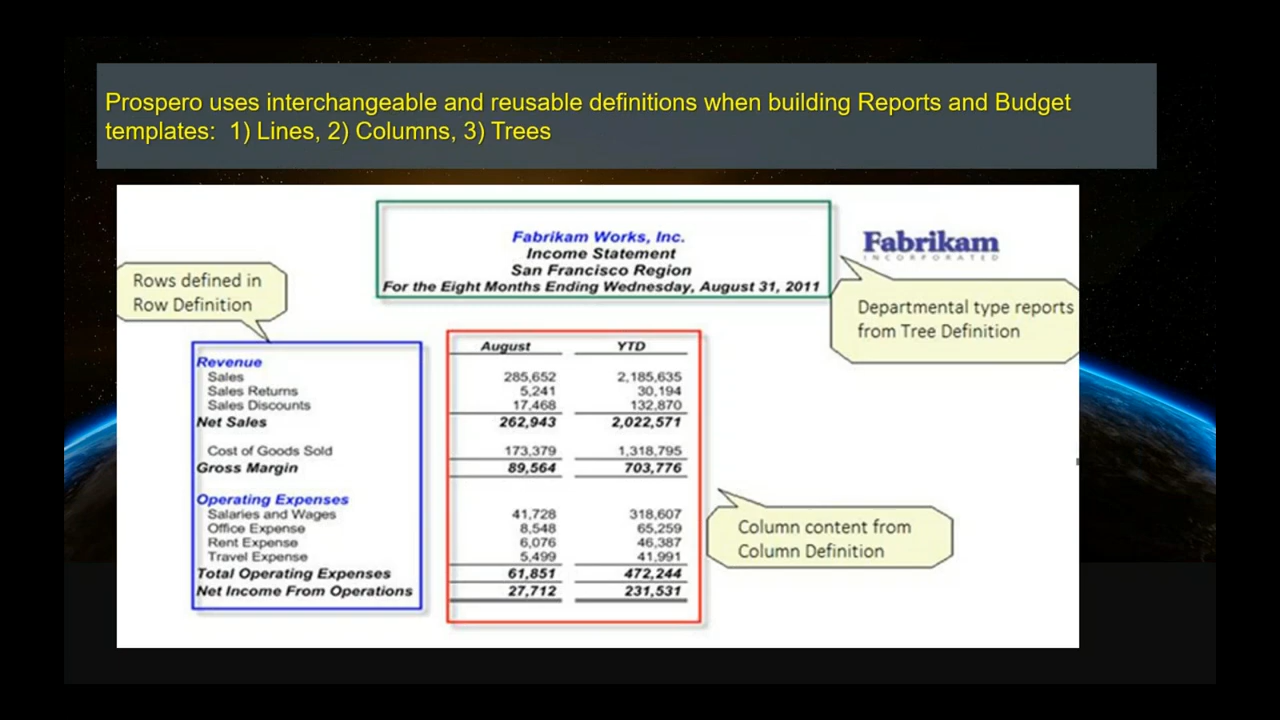 Prospero uses interchangeable and reusable definitions when building Reports and Budget
templates: 1) Lines, 2) Columns, 3) Trees
Fabrikam Works, Inc.
Income Statement
San Francisco Region
For the Eight Months Ending Wednesday, August 31, 2011
Fabrikam
INCORPORATED
Rows defined in
Row Definition
Departmental type reports
from Tree Definition
August YTD
Revenue
Sales 285,652 2,185,635
Sales Returns 5,241 30,194
Sales Discounts 17,468 132,870
Net Sales 262,943 2,022,571
Cost of Goods Sold 173,379 1,318,795
Gross Margin 89,564 703,776
Operating Expenses
Salaries and Wages 41,728 318,607
Office Expense 8,548 65,259
Rent Expense 6,076 46,387
Travel Expense 5,499 41,991
Total Operating Expenses 61,851 472,244
Net Income From Operations 27,712 231,531
Column content from
Column Definition